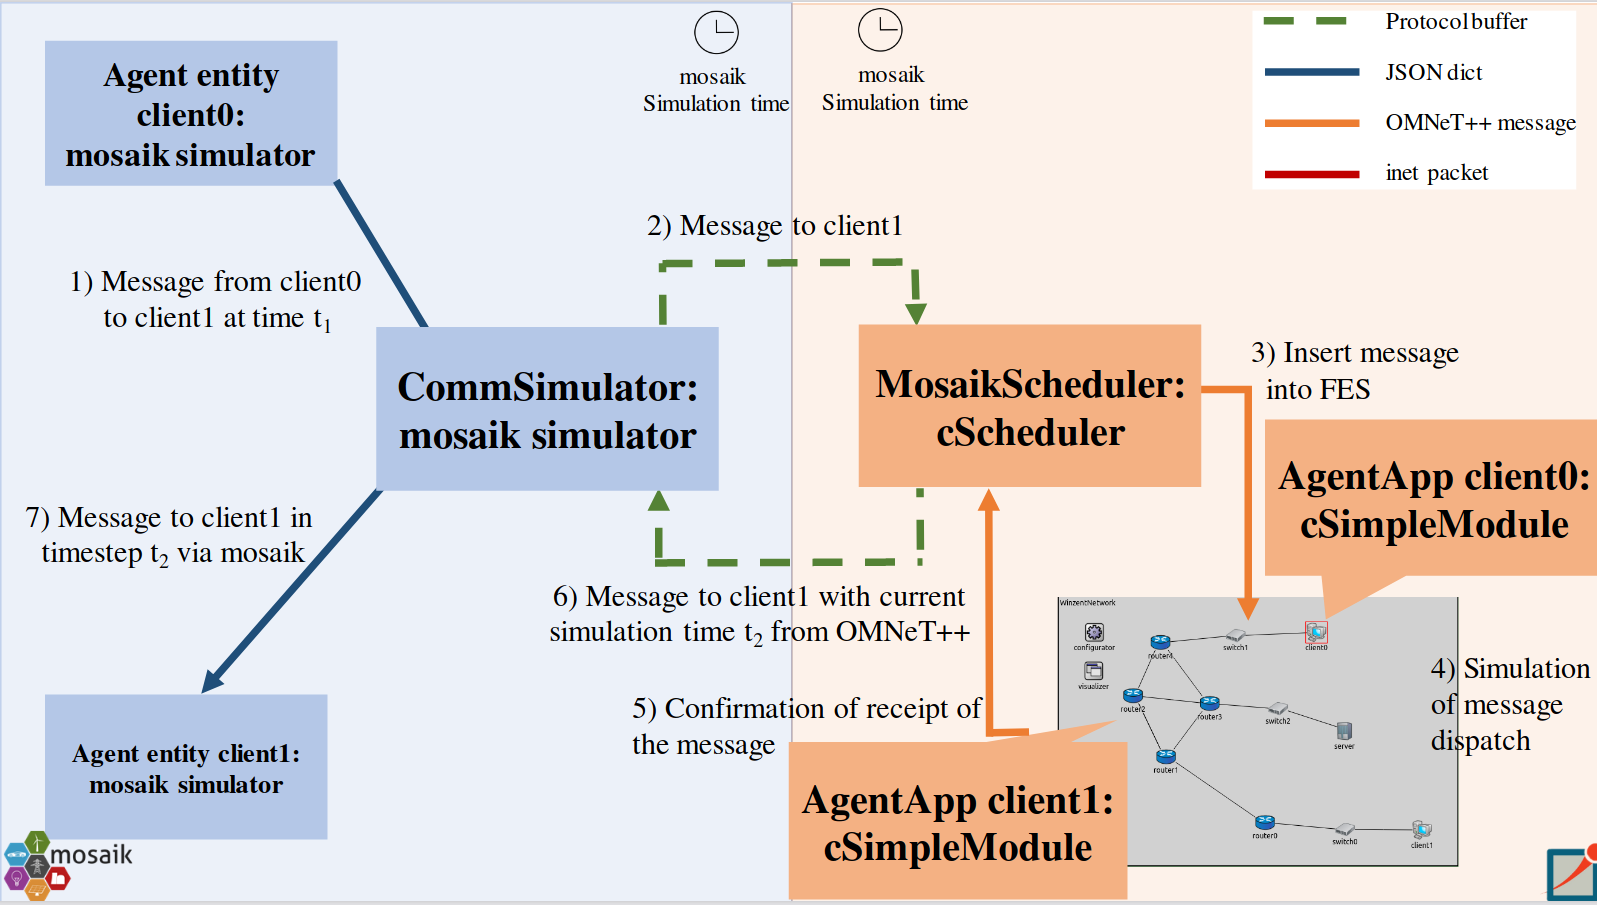 Agent entity
client0:
mosaik simulator
mosaik
Simulation time
mosaik
Simulation time
Protocol buffer
JSON dict
OMNeT++ message
inet packet
2) Message to client1
1) Message from client0
to client1 at time t₁
CommSimulator:
mosaik simulator
MosaikScheduler:
cScheduler
3) Insert message
into FES
AgentApp client0:
cSimpleModule
7) Message to client1 in
timestep t₂ via mosaik
6) Message to client1 with current
simulation time t₂ from OMNeT++
WinzentNetwork
configurator
visualizer
router4
switch1
client0
router2
router3
switch2
server
router1
router0
switch0
client1
4) Simulation
of message
dispatch
5) Confirmation of receipt of
the message
Agent entity client1:
mosaik simulator
AgentApp client1:
cSimpleModule
mosaik